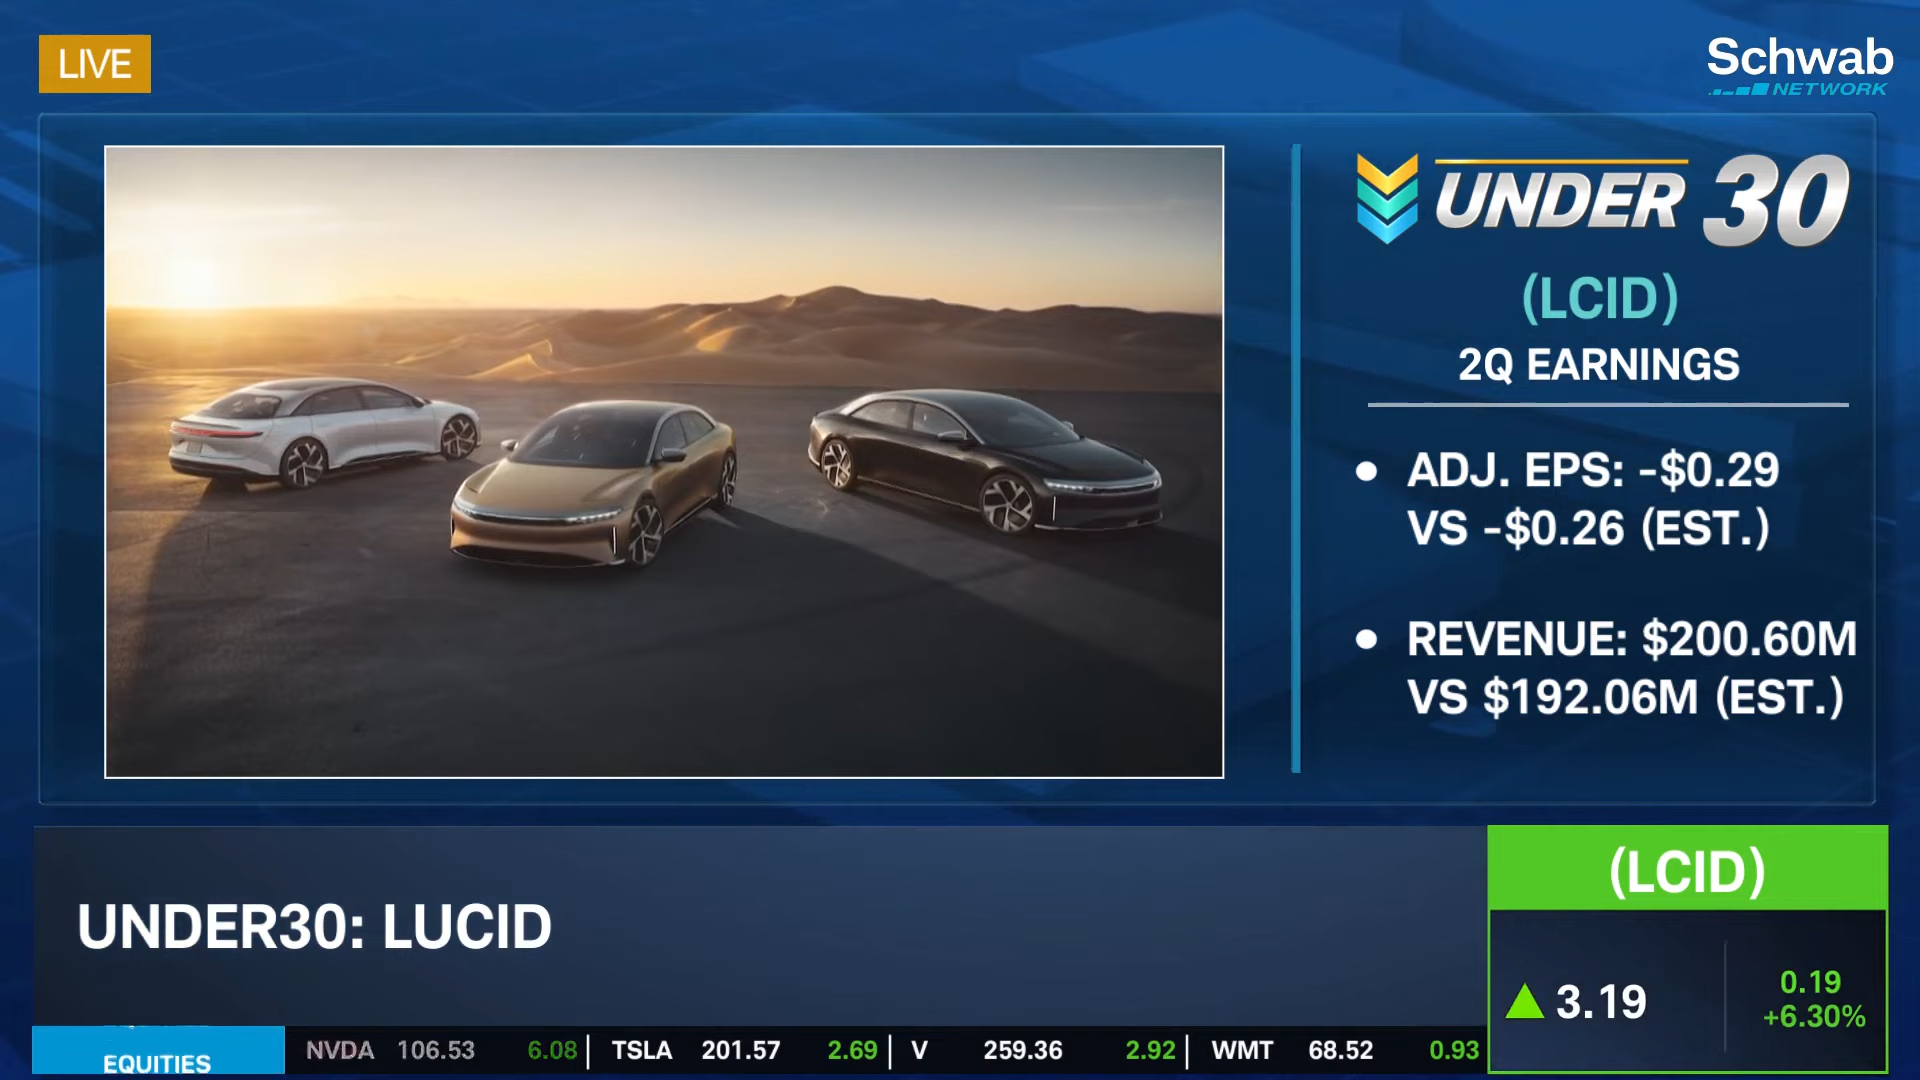 LIVE
Schwab
NETWORK
UNDER 30
(LCID)
2Q EARNINGS
• ADJ. EPS: -$0.29
VS -$0.26 (EST.)
• REVENUE: $200.60M
VS $192.06M (EST.)
UNDER30: LUCID
(LCID)
3.19
0.19
+6.30%
EQUITIES
NVDA 106.53 6.08 | TSLA 201.57 2.69 | V 259.36 2.92 | WMT 68.52 0.93